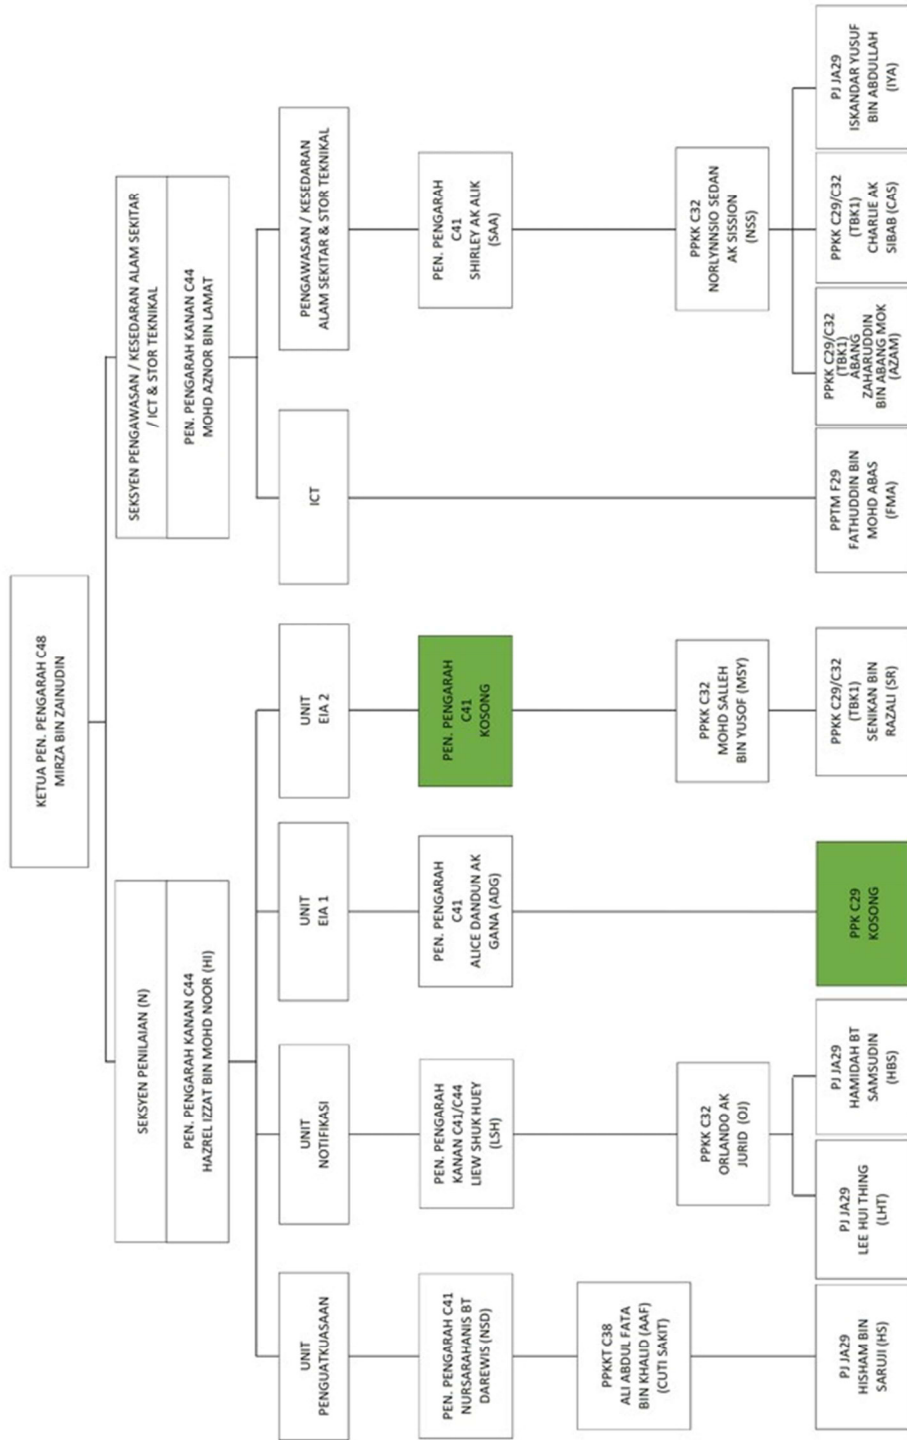 KETUA PEN. PENGARAH C48
MIRZA BIN ZAINUDIN
SEKSYEN PENILAIAN (N)
PEN. PENGARAH KANAN C44
HAZREL IZZAT BIN MOHD NOOR (HI)
SEKSYEN PENGAWASAN / KESEDARAN ALAM SEKITAR
/ ICT & STOR TEKNIKAL
PEN. PENGARAH KANAN C44
MOHD AZNOR BIN LAMAT
UNIT
PENGUATKUASAAN
UNIT
NOTIFIKASI
UNIT
EIA 1
UNIT
EIA 2
ICT
PENGAWASAN / KESEDARAN
ALAM SEKITAR & STOR TEKNIKAL
PEN. PENGARAH C41
NURSARAHANIS BT
DAREWIS (NSD)
PEN. PENGARAH
KANAN C41/C44
LIEW SHUK HUEY
(LSH)
PEN. PENGARAH
C41
ALICE DANDUN AK
GANA (ADG)
PEN. PENGARAH
C41
KOSONG
PEN. PENGARAH
C41
SHIRLEY AK ALIK
(SAA)
PPKKT C38
ALI ABDUL FATA
BIN KHALID (AAF)
(CUTI SAKIT)
PPKK C32
ORLANDO AK
JURID (OJ)
PPKK C32
MOHD SALLEH
BIN YUSOF (MSY)
PPKK C32
NORLYNNSIO SEDAN
AK SISSION
(NSS)
PJ JA29
HISHAM BIN
SARUJI (HS)
PJ JA29
LEE HUI THING
(LHT)
PJ JA29
HAMIDAH BT
SAMSUDIN
(HBS)
PPK C29
KOSONG
PPKK C29/C32
(TBK1)
SENIKAN BIN
RAZALI (SR)
PPTM F29
FATHUDDIN BIN
MOHD ABAS
(FMA)
PPKK C29/C32
(TBK1)
ABANG
ZAHARUDDIN
BIN ABANG MOK
(AZAM)
PPKK C29/C32
(TBK1)
CHARLIE AK
SIBAB (CAS)
PJ JA29
ISKANDAR YUSUF
BIN ABDULLAH
(IYA)